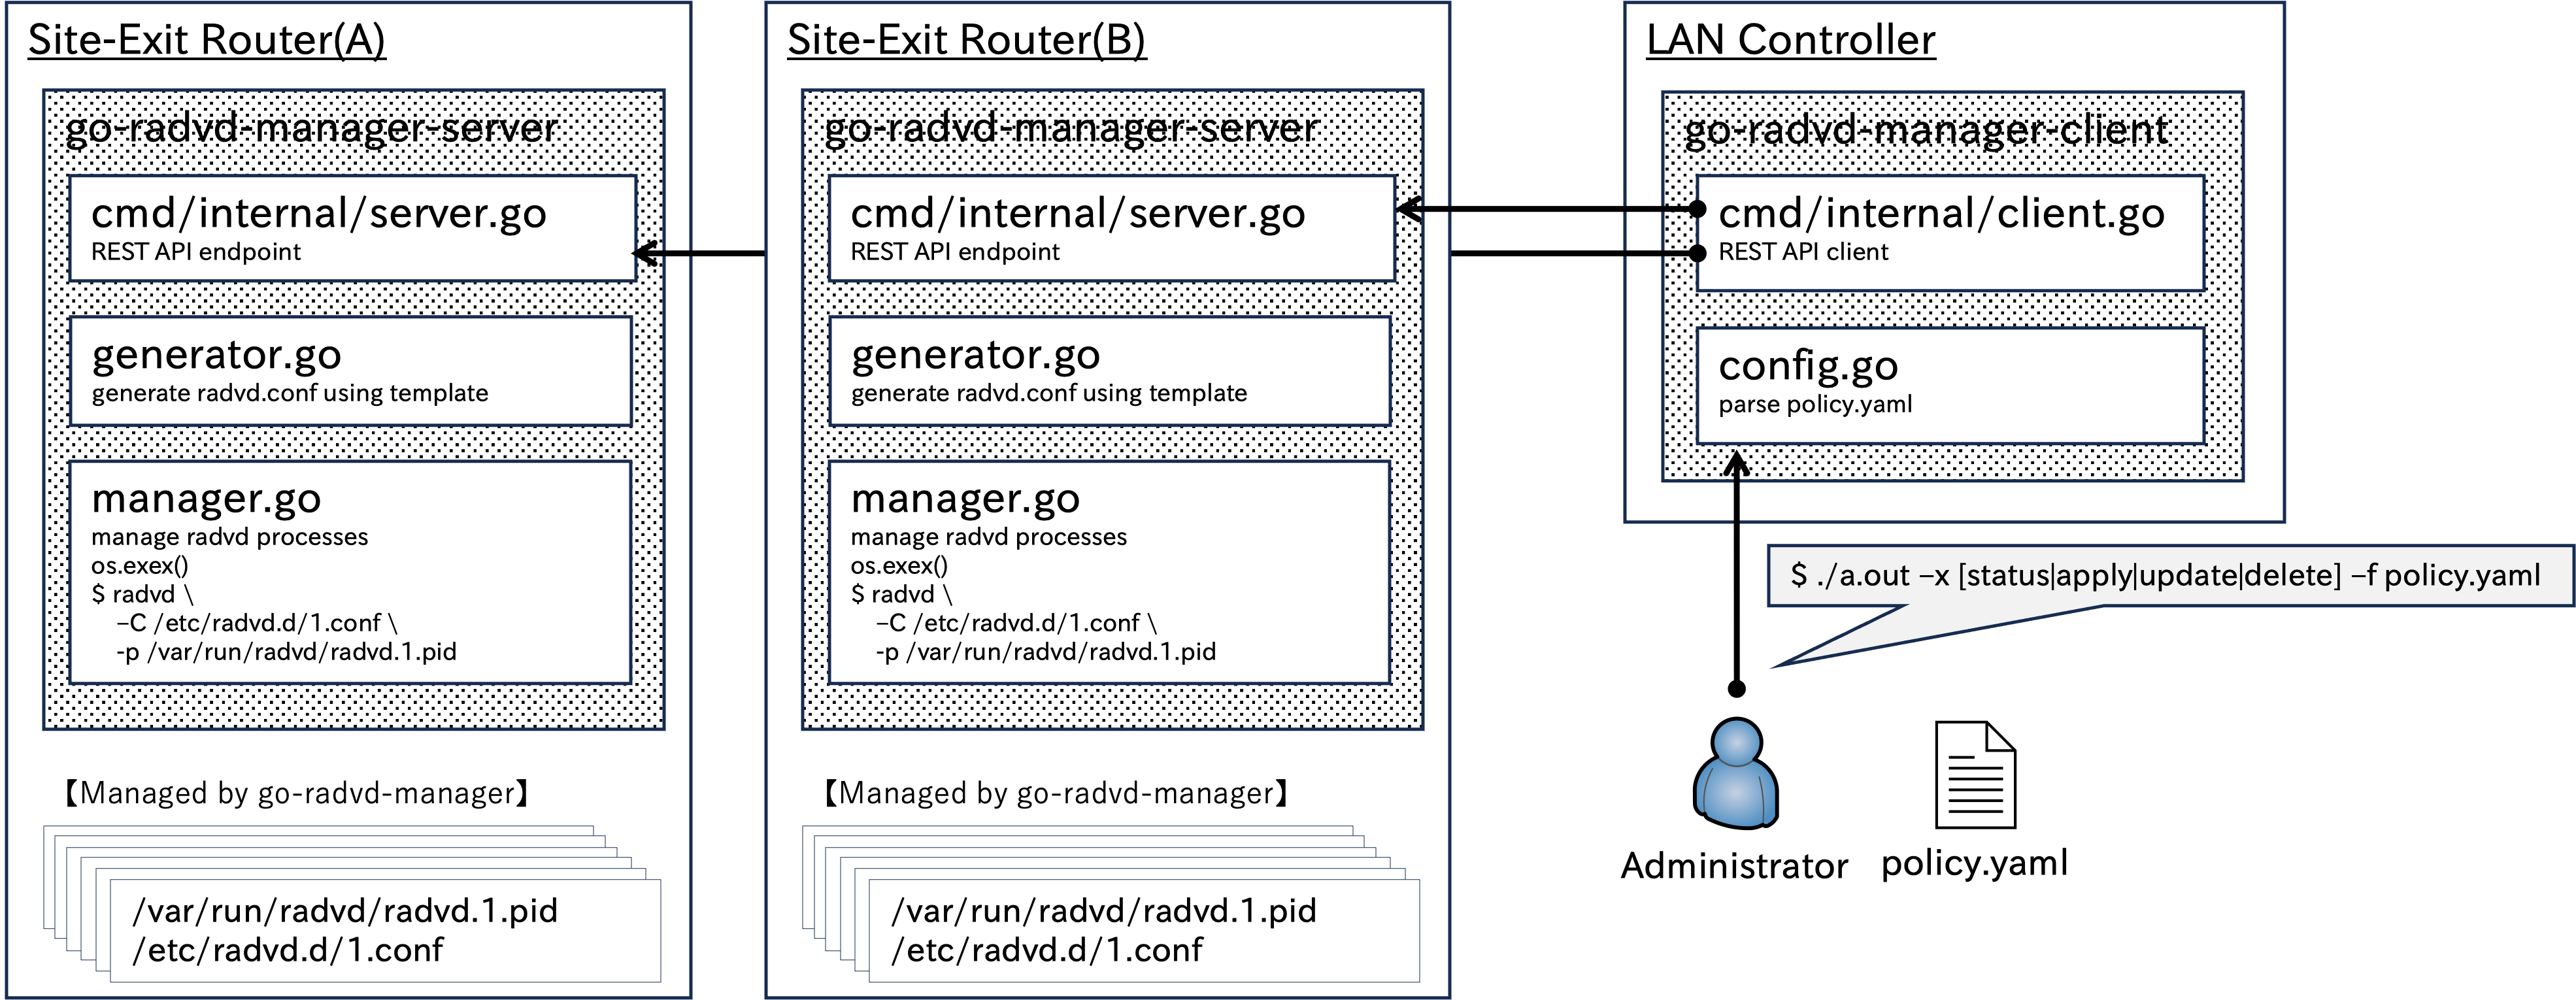 Site-Exit Router(A)
go-radvd-manager-server
cmd/internal/server.go
REST API endpoint
generator.go
generate radvd.conf using template
manager.go
manage radvd processes
os.exex()
$ radvd \
–C /etc/radvd.d/1.conf \
-p /var/run/radvd/radvd.1.pid
【Managed by go-radvd-manager】
/var/run/radvd/radvd.1.pid
/etc/radvd.d/1.conf
Site-Exit Router(B)
go-radvd-manager-server
cmd/internal/server.go
REST API endpoint
generator.go
generate radvd.conf using template
manager.go
manage radvd processes
os.exex()
$ radvd \
–C /etc/radvd.d/1.conf \
-p /var/run/radvd/radvd.1.pid
【Managed by go-radvd-manager】
/var/run/radvd/radvd.1.pid
/etc/radvd.d/1.conf
LAN Controller
go-radvd-manager-client
cmd/internal/client.go
REST API client
config.go
parse policy.yaml
$ ./a.out –x [status|apply|update|delete] –f policy.yaml
Administrator
policy.yaml